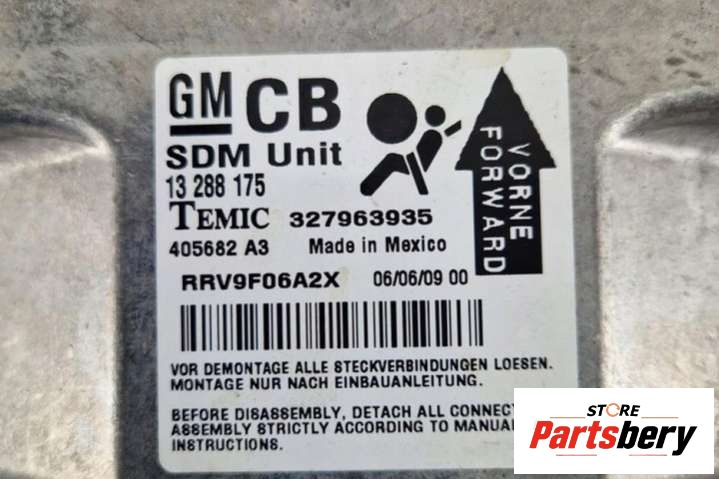 GM CB
SDM Unit
13 288 175
TEMIC 327963935
405682 A3 Made in Mexico
RRV9F06A2X 06/06/09 00
VORNE
FORWARD
VOR DEMONTAGE ALLE STECKVERBINDUNGEN LOESEN.
MONTAGE NUR NACH EINBAUANLEITUNG.
BEFORE DISASSEMBLY, DETACH ALL CONNECT
ASSEMBLY STRICTLY ACCORDING TO MANUAL
INSTRUCTIONS.
STORE
Partsbery